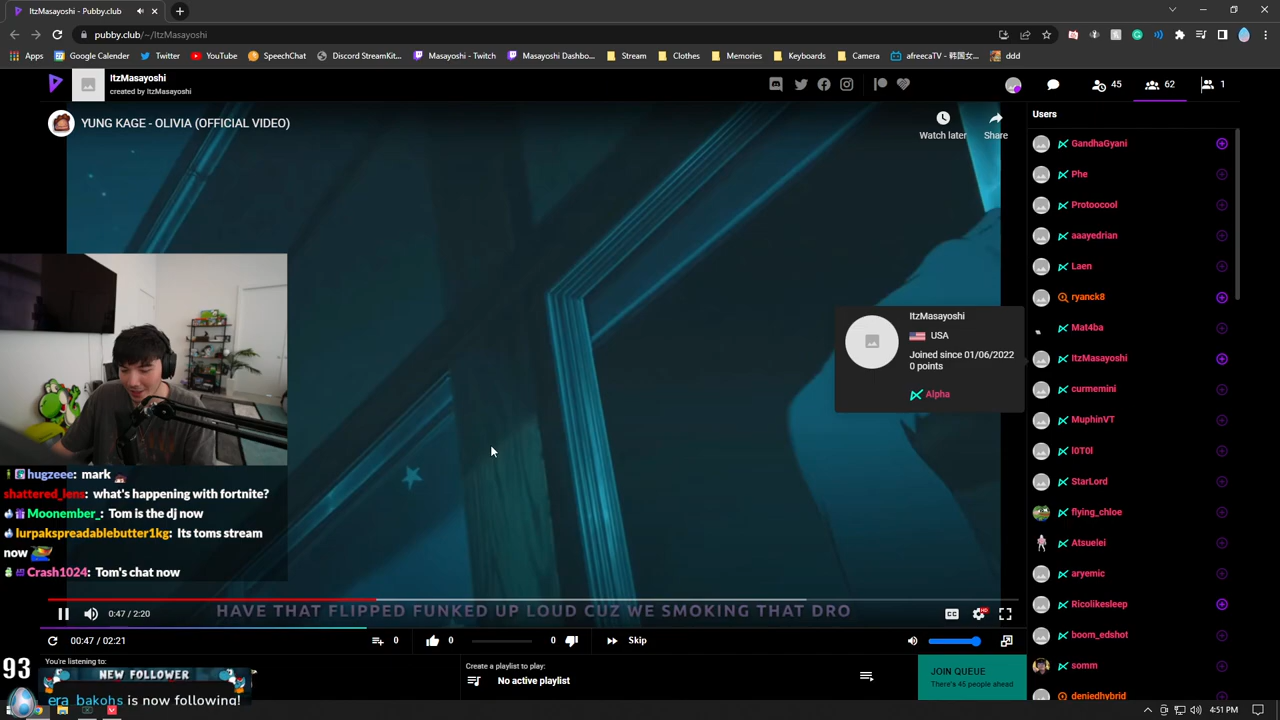 ItzMasayoshi - Pubby.club
pubby.club/ItzMasayoshi
Apps
Google Calendar
Twitter
YouTube
SpeechChat
Discord StreamKit...
Masayoshi - Twitch
Masayoshi Dashbo...
Stream
Clothes
Memories
Keyboards
Camera
afreecaTV - 韩国女...
ddd
ItzMasayoshi
created by ItzMasayoshi
45
62
1
YUNG KAGE - OLIVIA (OFFICIAL VIDEO)
Watch later
Share
Users
GandhaGyani
Phe
Protoocool
aaayedrian
Laen
ryanck8
Mat4ba
ItzMasayoshi
curmemini
MuphinVT
l0T0l
StarLord
flying_chloe
Atsuelei
aryemic
Ricolikesleep
boom_edshot
somm
deniedhybrid
ItzMasayoshi
USA
Joined since 01/06/2022
0 points
Alpha
hugzeee: mark
shattered_lens: what's happening with fortnite?
Moonember_: Tom is the dj now
lurpakspreadablebutter1kg: Its toms stream
now
Crash1024: Tom's chat now
HAVE THAT FLIPPED FUNKED UP LOUD CUZ WE SMOKING THAT DRO
0:47 / 2:20
CC
HD
00:47 / 02:21
0
0
0
Skip
93
You're listening to:
NEW FOLLOWER
era_bakohs is now following!
Create a playlist to play:
No active playlist
JOIN QUEUE
There's 45 people ahead
4:51 PM